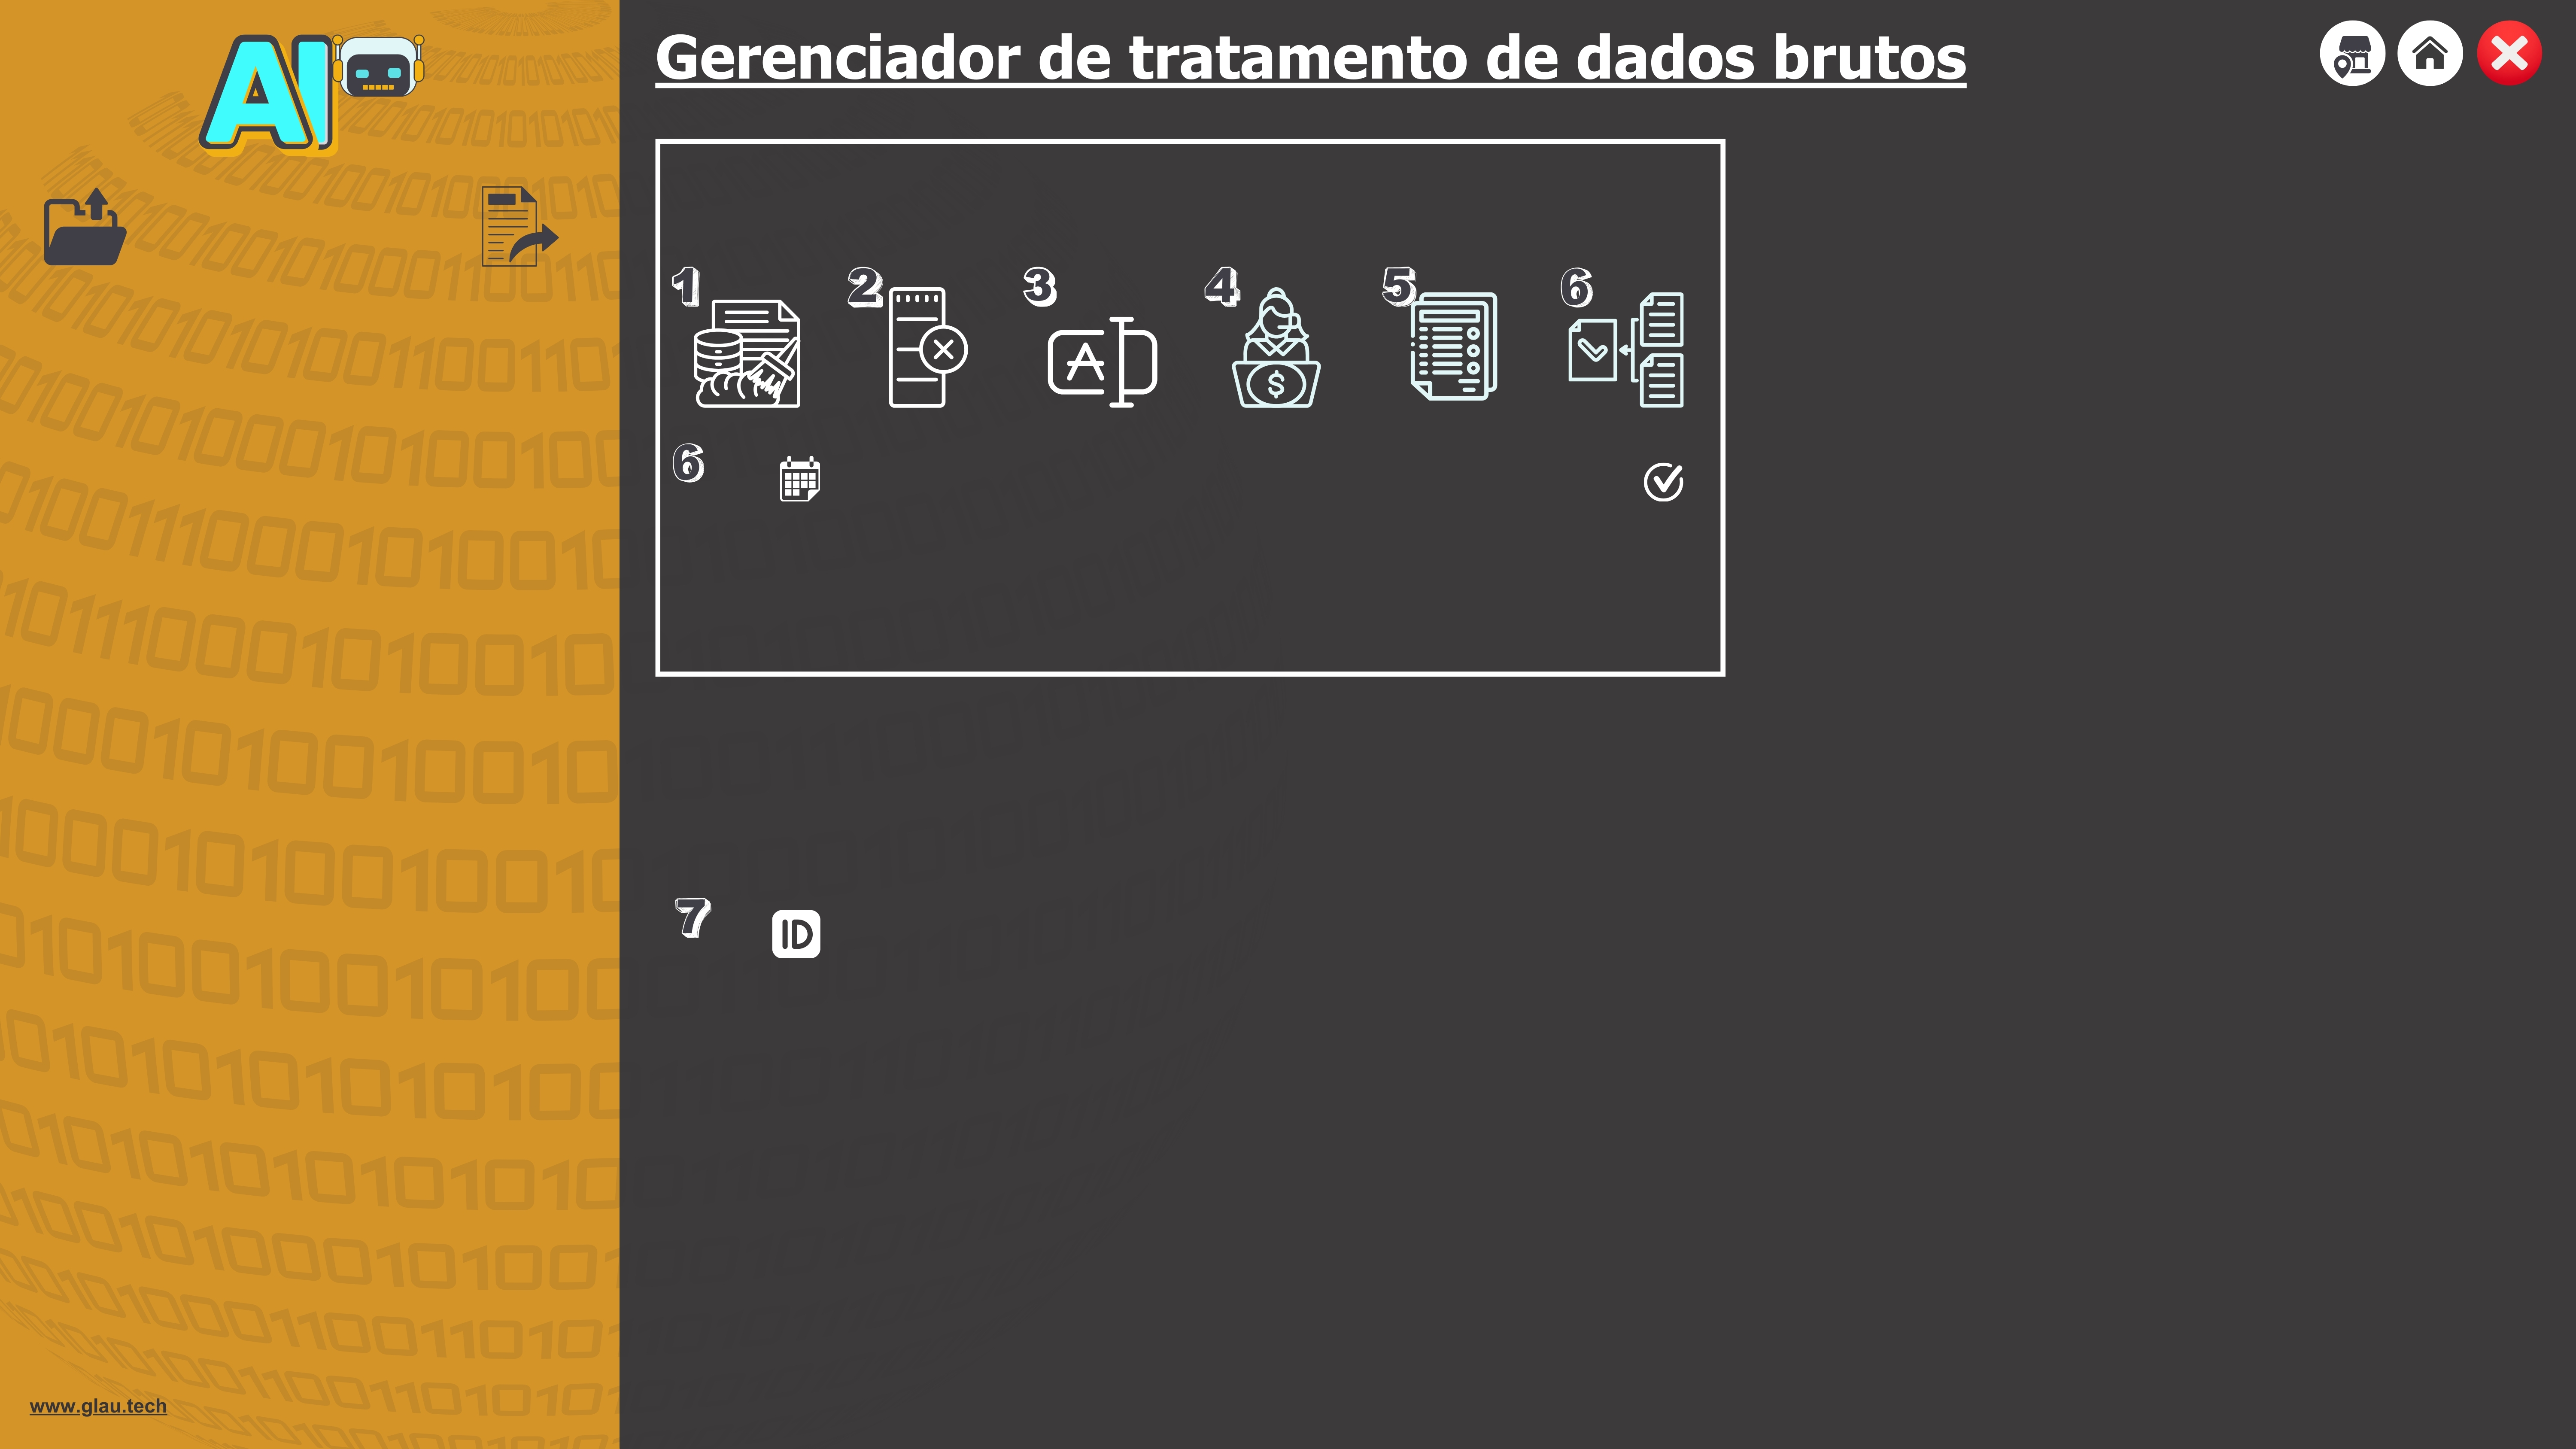 AI
Gerenciador de tratamento de dados brutos
1 2 3 4 5 6
A $
6
7 ID
www.glau.tech